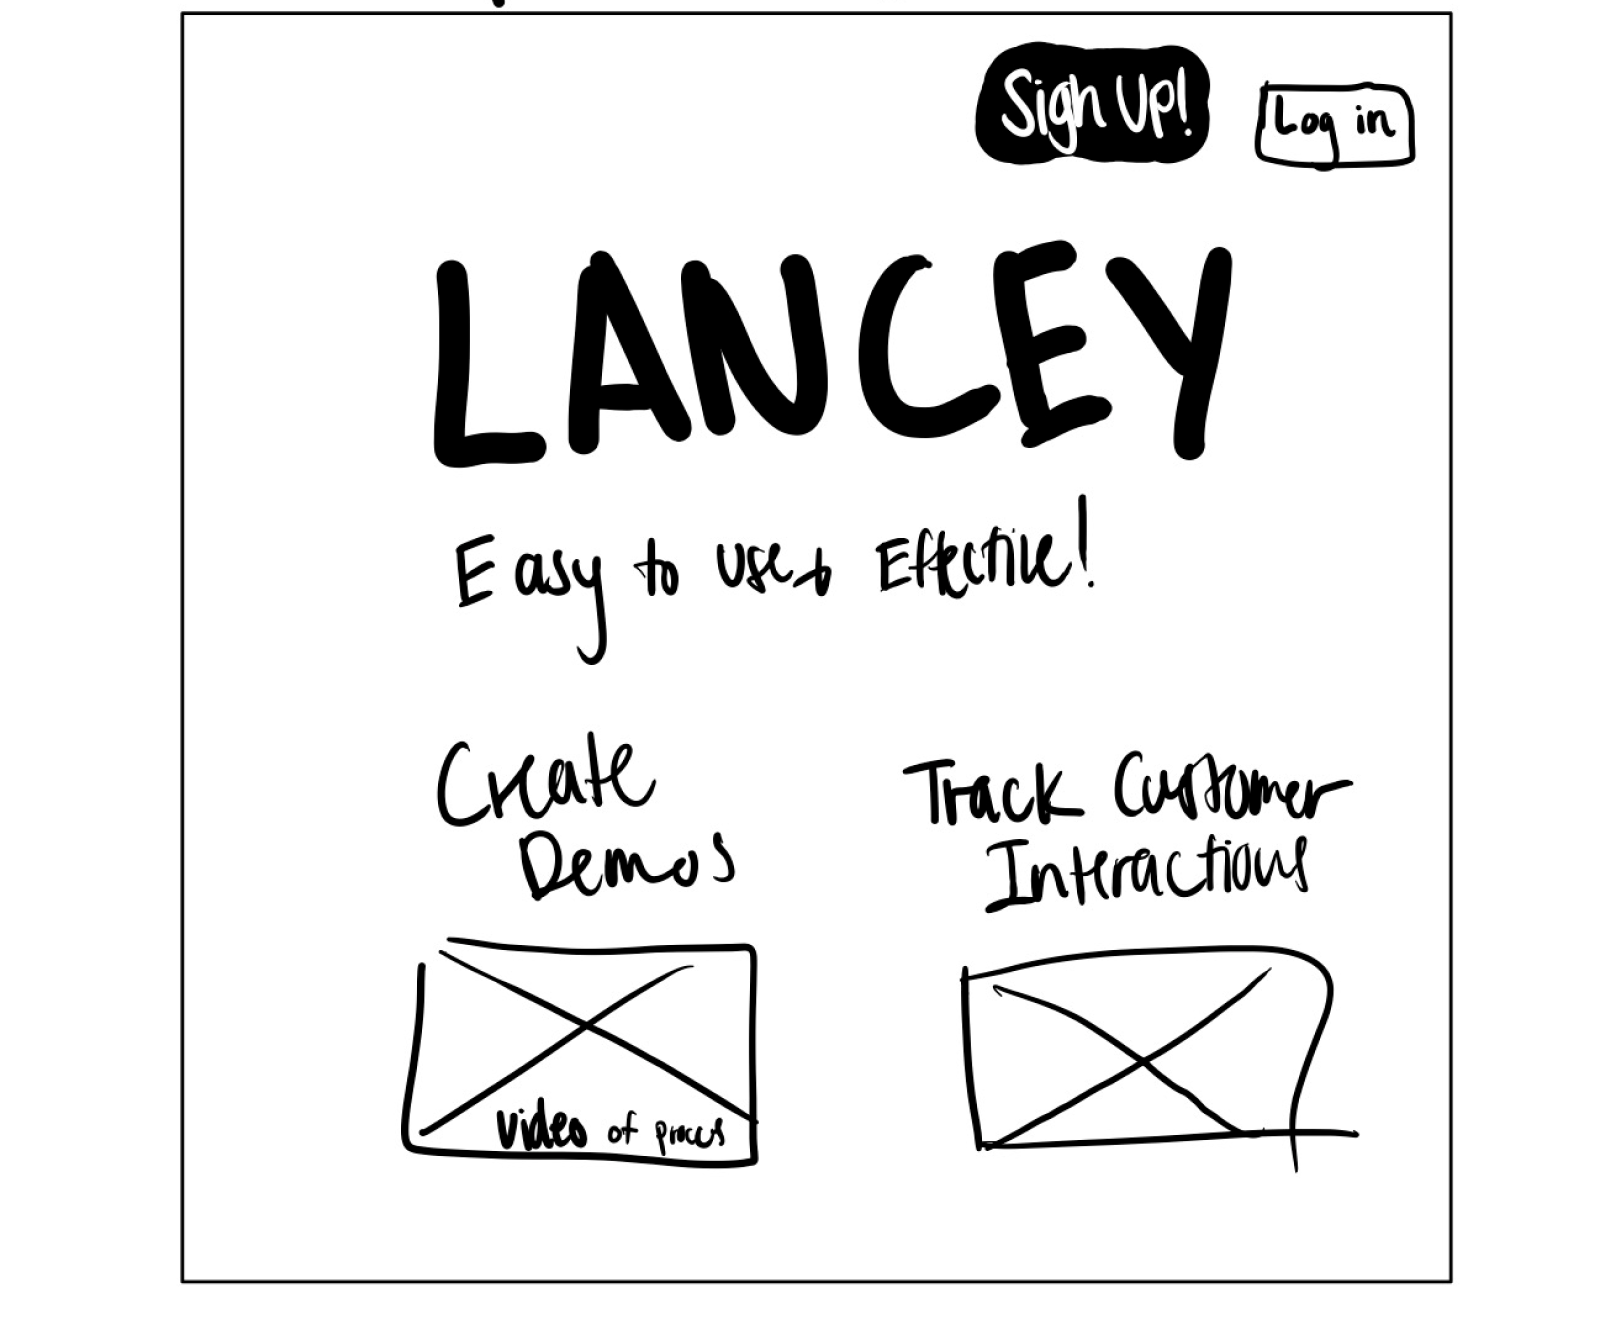 Sign Up!
Log in
LANCEY
Easy to use & Effective!
Create
Demos
Track Customer
Interactions
video of process